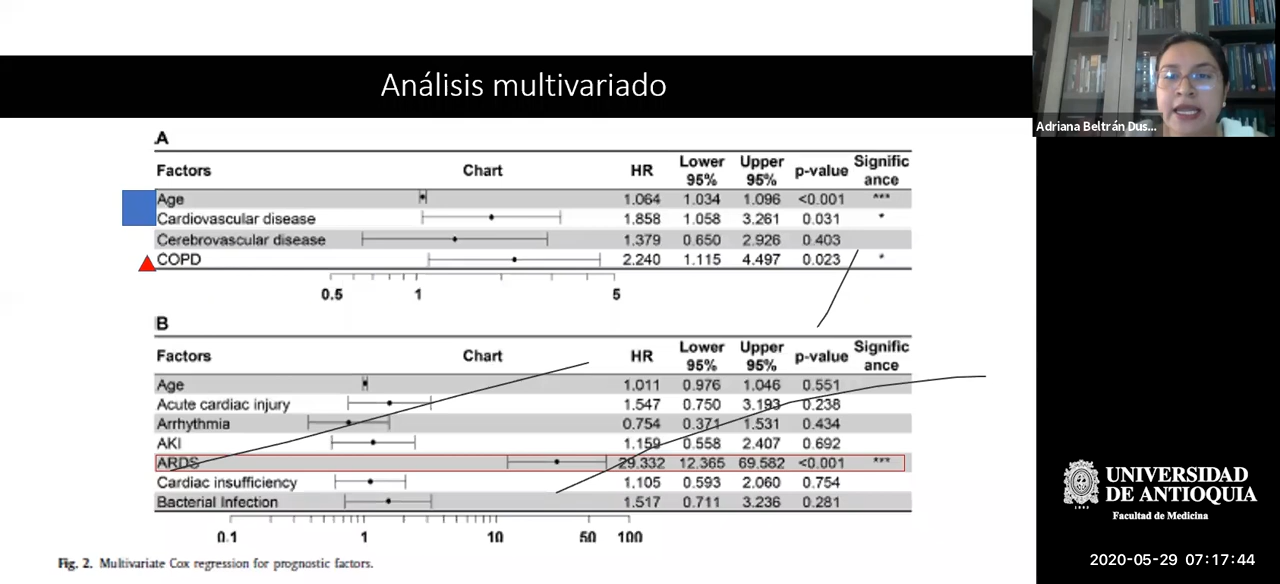 Análisis multivariado
Adriana Beltrán Dus...
A
Factors Chart HR Lower 95% Upper 95% p-value Signific ance
Age 1.064 1.034 1.096 <0.001 ***
Cardiovascular disease 1.858 1.058 3.261 0.031 *
Cerebrovascular disease 1.379 0.650 2.926 0.403
COPD 2.240 1.115 4.497 0.023 *
0.5 1 5
B
Factors Chart HR Lower 95% Upper 95% p-value Signific ance
Age 1.011 0.976 1.046 0.551
Acute cardiac injury 1.547 0.750 3.193 0.238
Arrhythmia 0.754 0.371 1.531 0.434
AKI 1.159 0.558 2.407 0.692
ARDS 29.332 12.365 69.582 <0.001 ***
Cardiac insufficiency 1.105 0.593 2.060 0.754
Bacterial Infection 1.517 0.711 3.236 0.281
0.1 1 10 50 100
Fig. 2. Multivariate Cox regression for prognostic factors.
UNIVERSIDAD
DE ANTIOQUIA
1803
Facultad de Medicina
2020-05-29 07:17:44